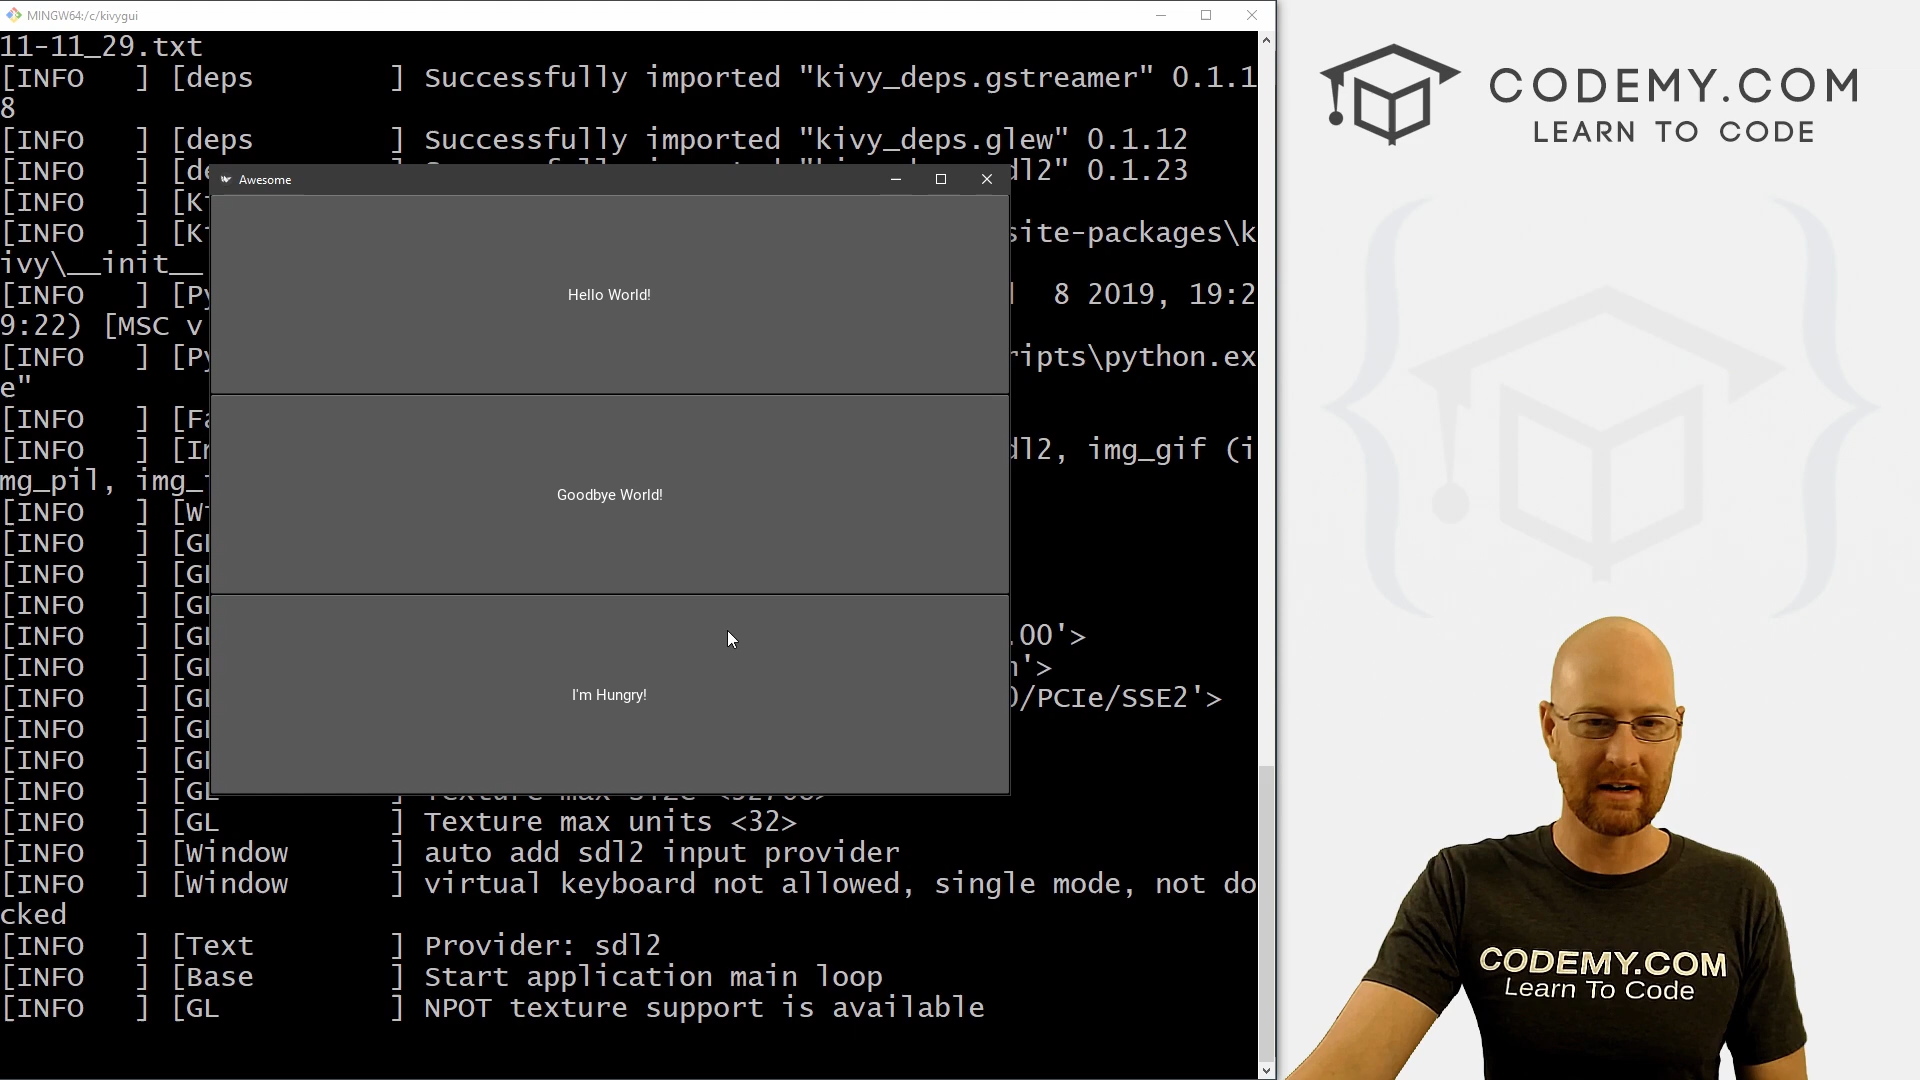 MINGW64:/c/kivygui
11-11_29.txt
[INFO   ] [deps        ] Successfully imported "kivy_deps.gstreamer" 0.1.1
8
[INFO   ] [deps        ] Successfully imported "kivy_deps.glew" 0.1.12
[INFO   ] [de
dl2" 0.1.23
Awesome
[INFO   ] [Ki
[INFO   ] [Ki
site-packages\k
ivy\__init__
Hello World!
[INFO   ] [Py
8 2019, 19:2
9:22) [MSC v
[INFO   ] [Py
ripts\python.ex
e"
[INFO   ] [Fa
[INFO   ] [Im
dl2, img_gif (i
mg_pil, img_
Goodbye World!
[INFO   ] [Wi
[INFO   ] [GL
[INFO   ] [GL
[INFO   ] [GL
[INFO   ] [GL
.00'>
[INFO   ] [GL
'>
[INFO   ] [GL
/PCIe/SSE2'>
I'm Hungry!
[INFO   ] [GL
[INFO   ] [GL
[INFO   ] [GL        ] Texture max size <32768>
[INFO   ] [GL        ] Texture max units <32>
[INFO   ] [Window      ] auto add sdl2 input provider
[INFO   ] [Window      ] virtual keyboard not allowed, single mode, not do
cked
[INFO   ] [Text        ] Provider: sdl2
[INFO   ] [Base        ] Start application main loop
[INFO   ] [GL          ] NPOT texture support is available
CODEMY.COM
LEARN TO CODE
CODEMY.COM
Learn To Code